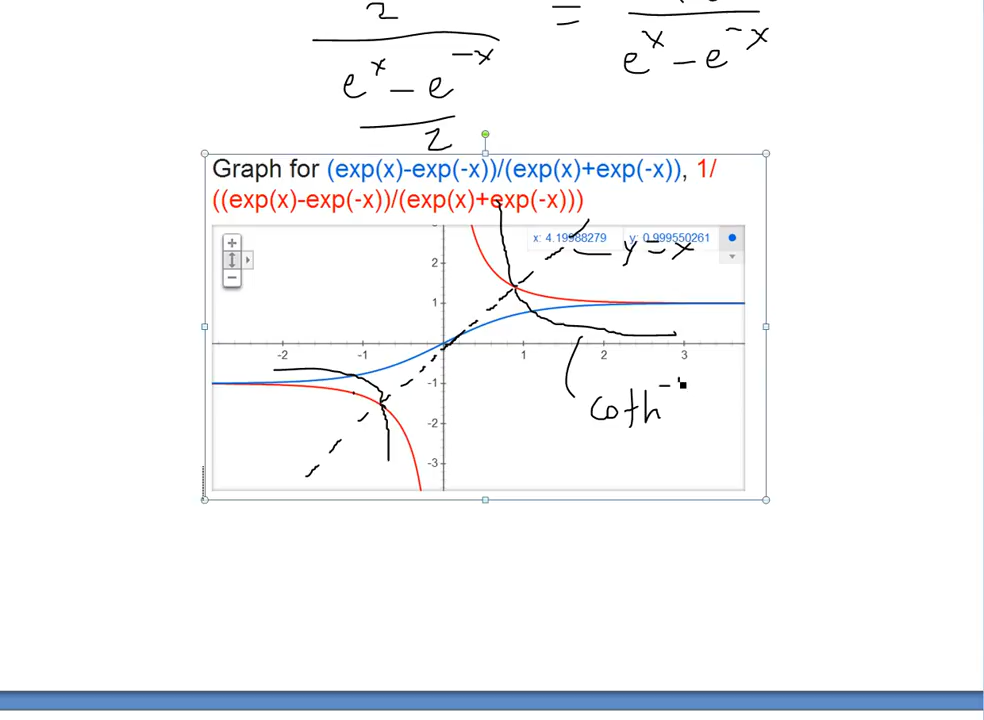 2 =
e^x − e^−x
e^x − e^−x
2
Graph for (exp(x)-exp(-x))/(exp(x)+exp(-x)), 1/
((exp(x)-exp(-x))/(exp(x)+exp(-x)))
x: 4.19988279 y: 0.999550261
y = x
2
1
-2 -1 1 2 3
-1
-2
-3
coth^-1